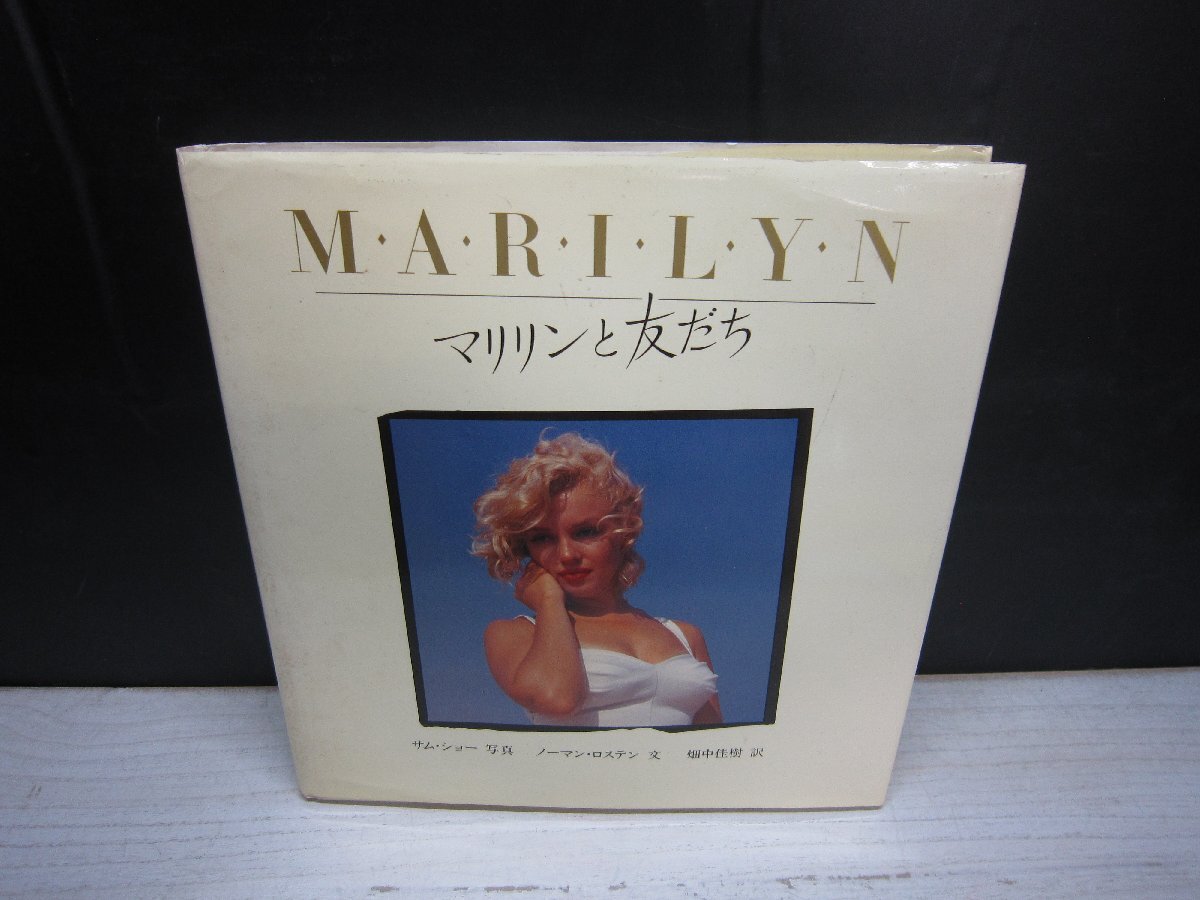 M·A·R·I·L·Y·N
マリリンと友だち
サム・ショー 写真 ノーマン・ロステン 文 畑中佳樹 訳